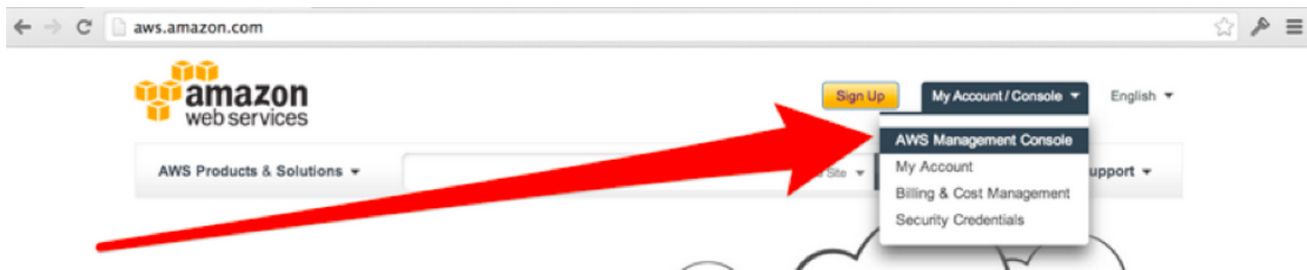 aws.amazon.com
amazon
web services
Sign Up
My Account / Console
English
AWS Management Console
AWS Products & Solutions
Site
My Account
upport
Billing & Cost Management
Security Credentials